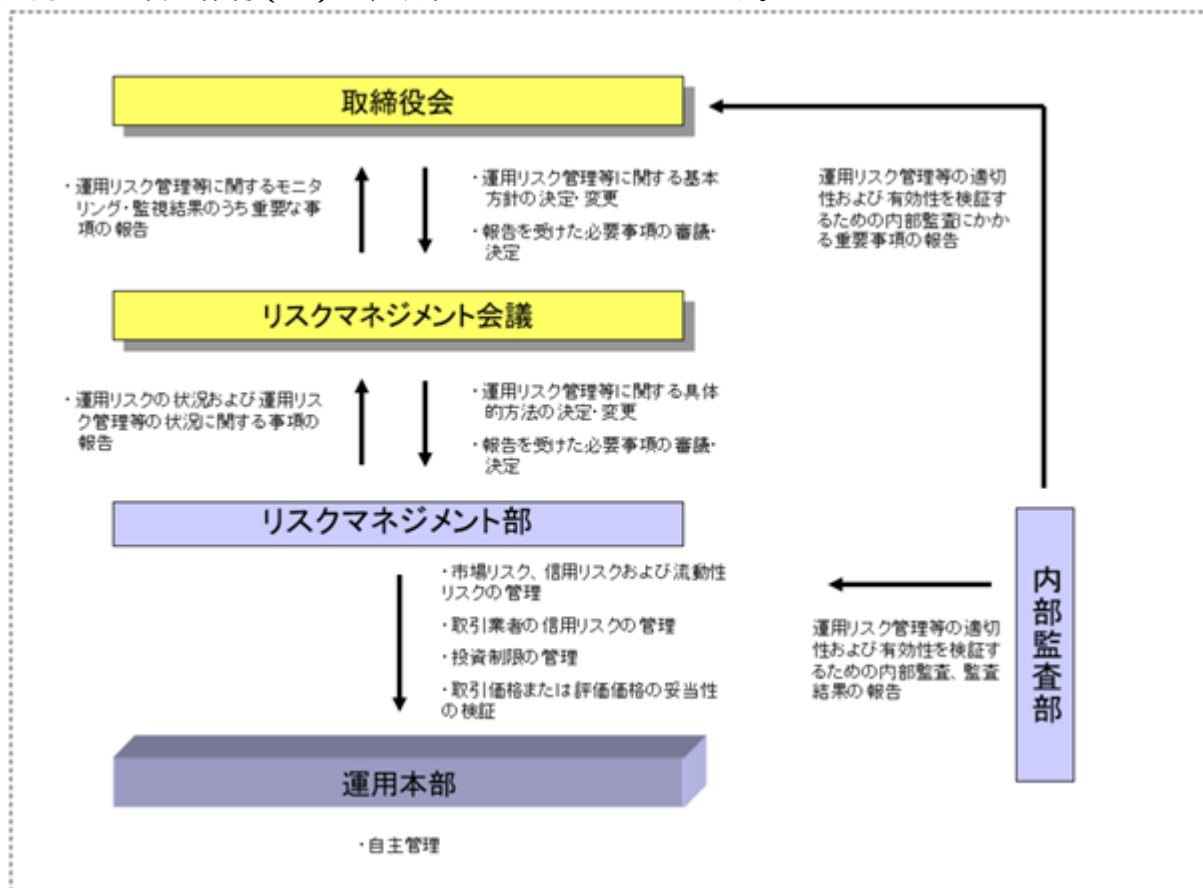 取締役会
・運用リスク管理等に関するモニ
タリング・監視結果のうち重要な事
項の報告
・運用リスク管理等に関する基本
方針の決定・変更
・報告を受けた必要事項の審議・
決定
運用リスク管理等の適切
性および有効性を検証す
るための内部監査にかか
る重要事項の報告
リスクマネジメント会議
・運用リスクの状況および運用リス
ク管理等の状況に関する事項の
報告
・運用リスク管理等に関する具体
的方法の決定・変更
・報告を受けた必要事項の審議・
決定
リスクマネジメント部
・市場リスク、信用リスクおよび流動性
リスクの管理
・取引業者の信用リスクの管理
・投資制限の管理
・取引価格または評価価格の妥当性
の検証
運用リスク管理等の適切
性および有効性を検証す
るための内部監査、監査
結果の報告
内部監査部
運用本部
・自主管理